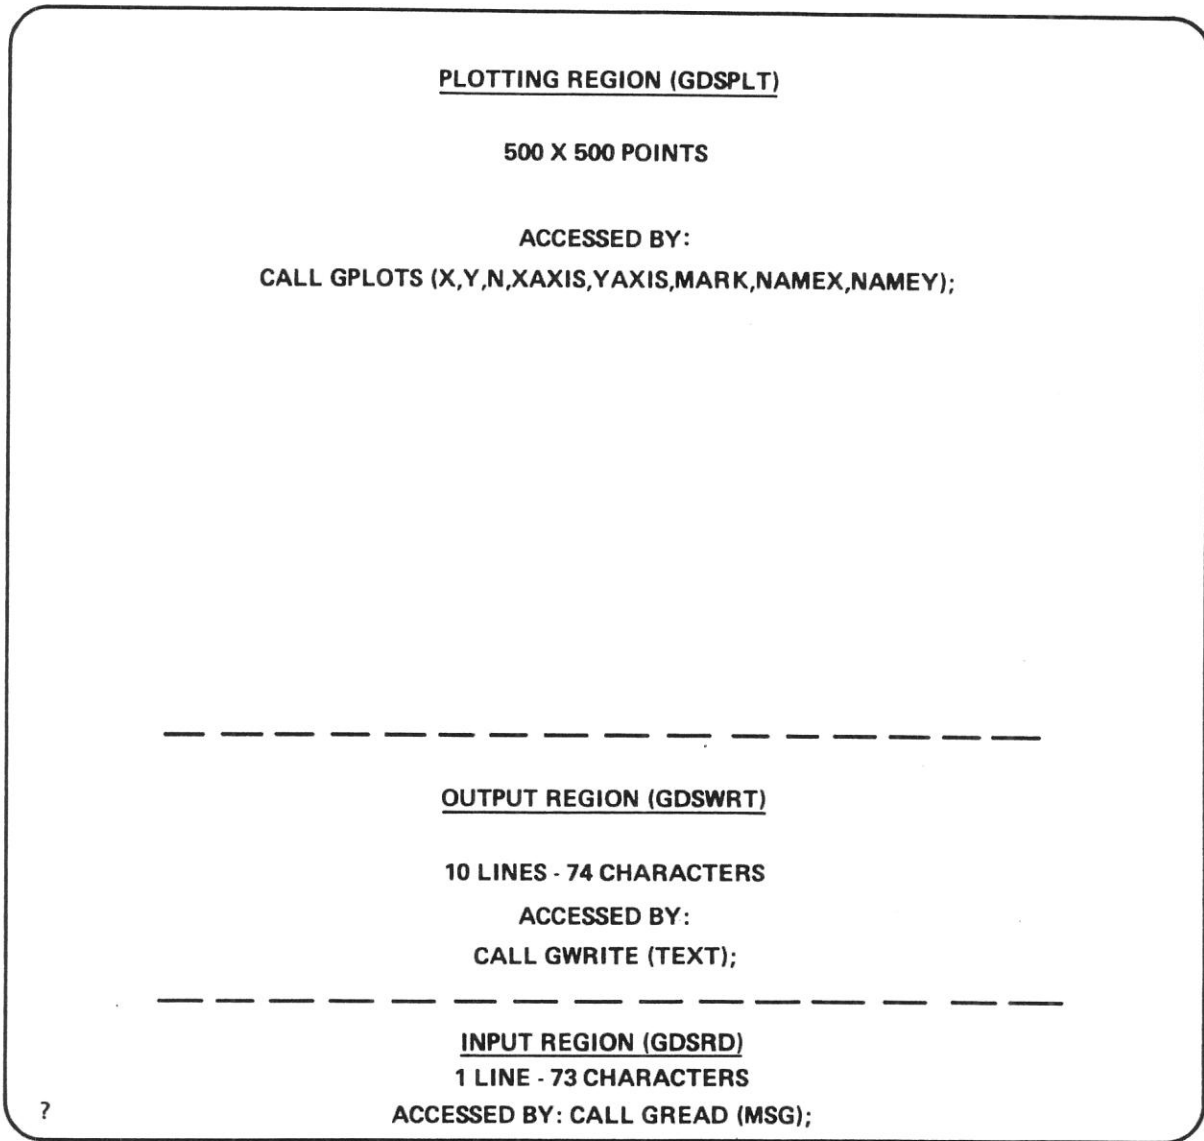 PLOTTING REGION (GDSPLT)
500 X 500 POINTS
ACCESSED BY:
CALL GPLOTS (X,Y,N,XAXIS,YAXIS,MARK,NAMEX,NAMEY);
OUTPUT REGION (GDSWRT)
10 LINES - 74 CHARACTERS
ACCESSED BY:
CALL GWRITE (TEXT);
INPUT REGION (GDSRD)
1 LINE - 73 CHARACTERS
? ACCESSED BY: CALL GREAD (MSG);